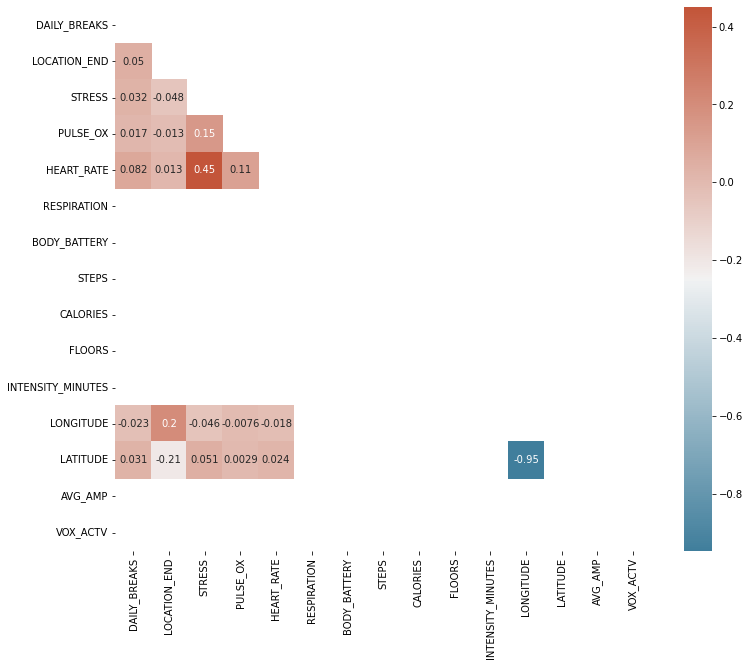 DAILY_BREAKS
LOCATION_END 0.05
STRESS 0.032 -0.048
PULSE_OX 0.017 -0.013 0.15
HEART_RATE 0.082 0.013 0.45 0.11
RESPIRATION
BODY_BATTERY
STEPS
CALORIES
FLOORS
INTENSITY_MINUTES
LONGITUDE -0.023 0.2 -0.046 -0.0076 -0.018
LATITUDE 0.031 -0.21 0.051 0.0029 0.024 -0.95
AVG_AMP
VOX_ACTV
DAILY_BREAKS
LOCATION_END
STRESS
PULSE_OX
HEART_RATE
RESPIRATION
BODY_BATTERY
STEPS
CALORIES
FLOORS
INTENSITY_MINUTES
LONGITUDE
LATITUDE
AVG_AMP
VOX_ACTV
0.4
0.2
0.0
−0.2
−0.4
−0.6
−0.8